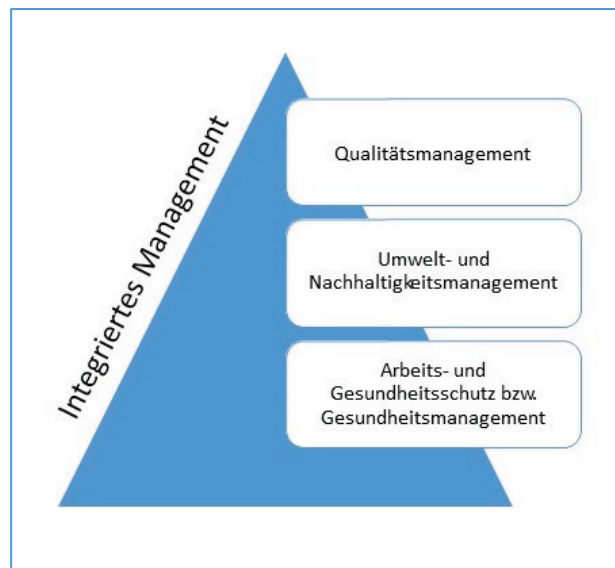 Integriertes Management
Qualitätsmanagement
Umwelt- und
Nachhaltigkeitsmanagement
Arbeits- und
Gesundheitsschutz bzw.
Gesundheitsmanagement